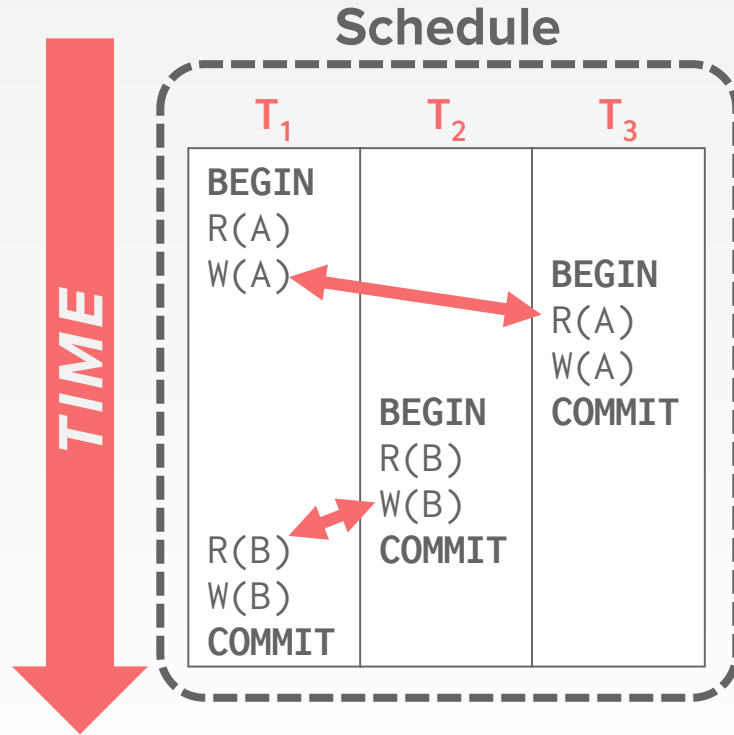 Schedule
TIME
T₁ T₂ T₃
BEGIN
R(A)
W(A) BEGIN
R(A)
W(A)
BEGIN COMMIT
R(B)
W(B)
R(B) COMMIT
W(B)
COMMIT